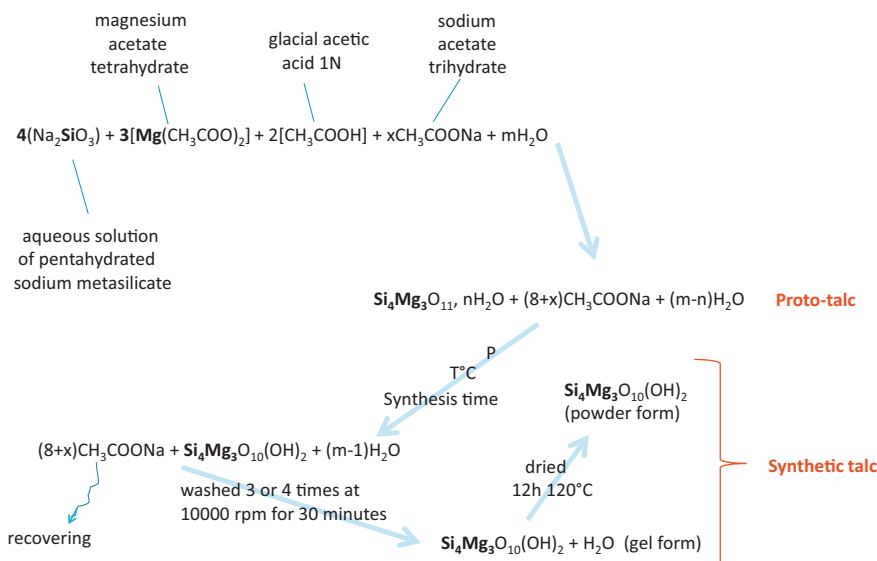 magnesium
acetate
tetrahydrate
glacial acetic
acid 1N
sodium
acetate
trihydrate
4(Na₂SiO₃) + 3[Mg(CH₃COO)₂] + 2[CH₃COOH] + xCH₃COONa + mH₂O
aqueous solution
of pentahydrated
sodium metasilicate
Si₄Mg₃O₁₁, nH₂O + (8+x)CH₃COONa + (m-n)H₂O
Proto-talc
P
T°C
Synthesis time
Si₄Mg₃O₁₀(OH)₂
(powder form)
(8+x)CH₃COONa + Si₄Mg₃O₁₀(OH)₂ + (m-1)H₂O
dried
12h 120°C
Synthetic talc
washed 3 or 4 times at
10000 rpm for 30 minutes
recovering
Si₄Mg₃O₁₀(OH)₂ + H₂O (gel form)